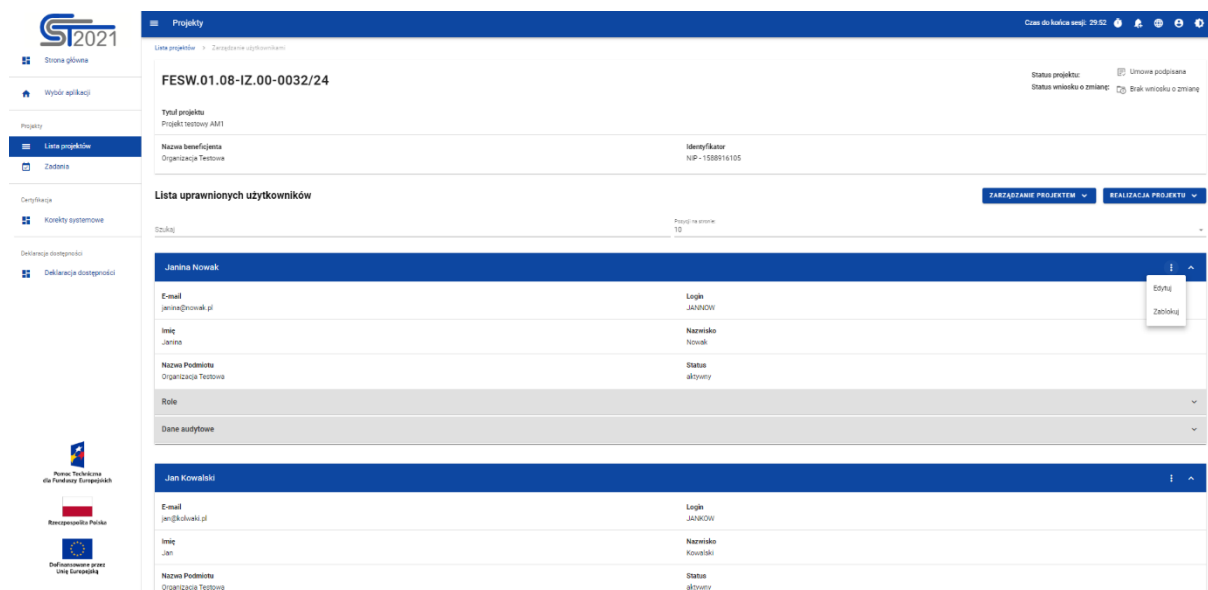 CST2021
Projekty
Czas do końca sesji: 29:52
Strona główna
Wybór aplikacji
Projekty
Lista projektów
Zadania
Certyfikacja
Korekty systemowe
Deklaracja dostępności
Deklaracja dostępności
Pomoc Techniczna
dla Funduszy Europejskich
Rzeczpospolita Polska
Dofinansowane przez
Unię Europejską
Lista projektów Zarządzanie użytkownikami
FESW.01.08-IZ.00-0032/24
Status projektu: Umowa podpisana
Status wniosku o zmianę: Brak wniosku o zmianę
Tytuł projektu
Projekt testowy AM1
Nazwa beneficjenta Identyfikator
Organizacja Testowa NIP - 1588916105
Lista uprawnionych użytkowników
ZARZĄDZANIE PROJEKTEM REALIZACJA PROJEKTU
Szukaj
Pozycji na stronie:
10
Janina Nowak
Edytuj
Zablokuj
E-mail Login
janina@nowak.pl JANNOW
Imię Nazwisko
Janina Nowak
Nazwa Podmiotu Status
Organizacja Testowa aktywny
Role
Dane audytowe
Jan Kowalski
E-mail Login
jan@kolwaki.pl JANKOW
Imię Nazwisko
Jan Kowalski
Nazwa Podmiotu Status
Organizacja Testowa aktywny